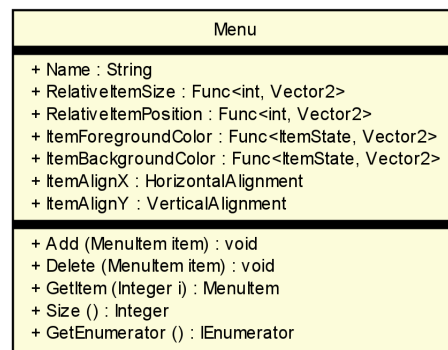 Menu
+ Name : String
+ RelativeItemSize : Func<int, Vector2>
+ RelativeItemPosition : Func<int, Vector2>
+ ItemForegroundColor : Func<ItemState, Vector2>
+ ItemBackgroundColor : Func<ItemState, Vector2>
+ ItemAlignX : HorizontalAlignment
+ ItemAlignY : VerticalAlignment
+ Add (MenuItem item) : void
+ Delete (MenuItem item) : void
+ GetItem (Integer i) : MenuItem
+ Size () : Integer
+ GetEnumerator () : IEnumerator